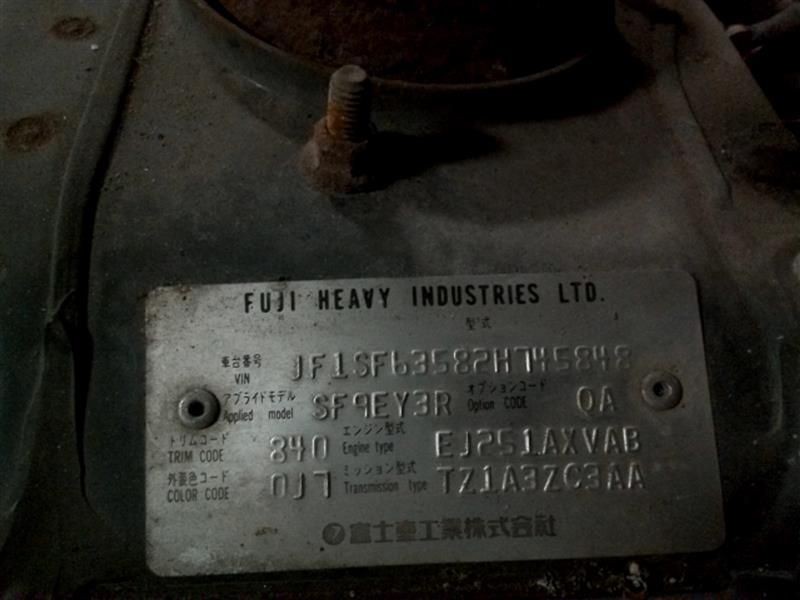 FUJI HEAVY INDUSTRIES LTD.
型式
車台番号 VIN JF1SF63582H745848
アプライドモデル Applied model SF9EY3R オプションコード Option CODE QA
トリムコード TRIM CODE 840 エンジン型式 Engine type EJ251AXVAB
外装色コード COLOR CODE 0J7 ミッション型式 Transmission type TZ1A3ZC3AA
富士重工業株式会社